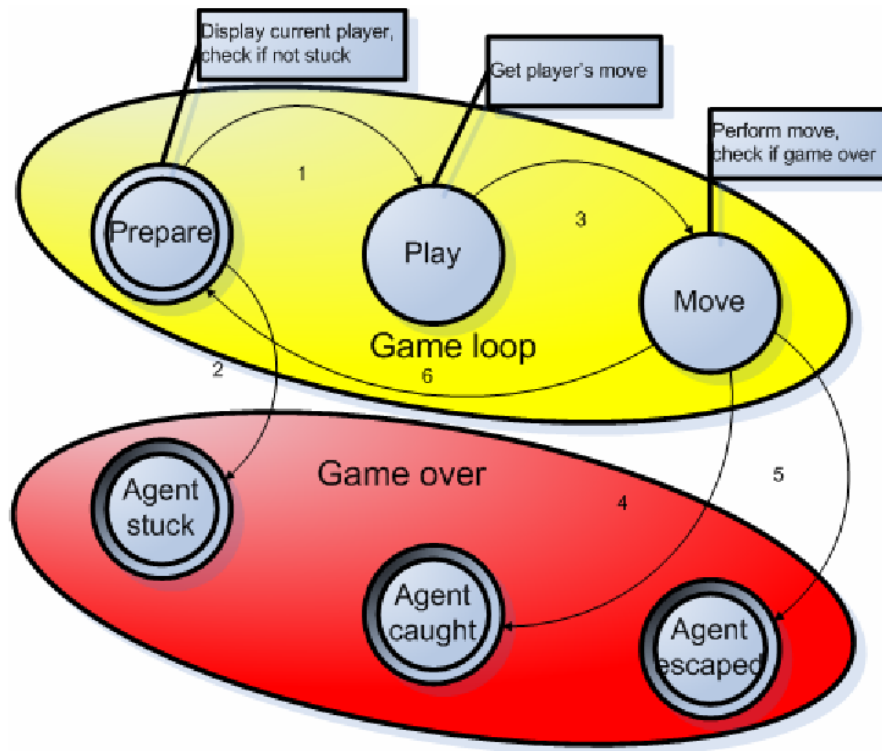 Display current player,
check if not stuck
Get player's move
Perform move,
check if game over
1
3
Prepare
Play
Move
Game loop
2
6
Game over
5
4
Agent
stuck
Agent
caught
Agent
escaped